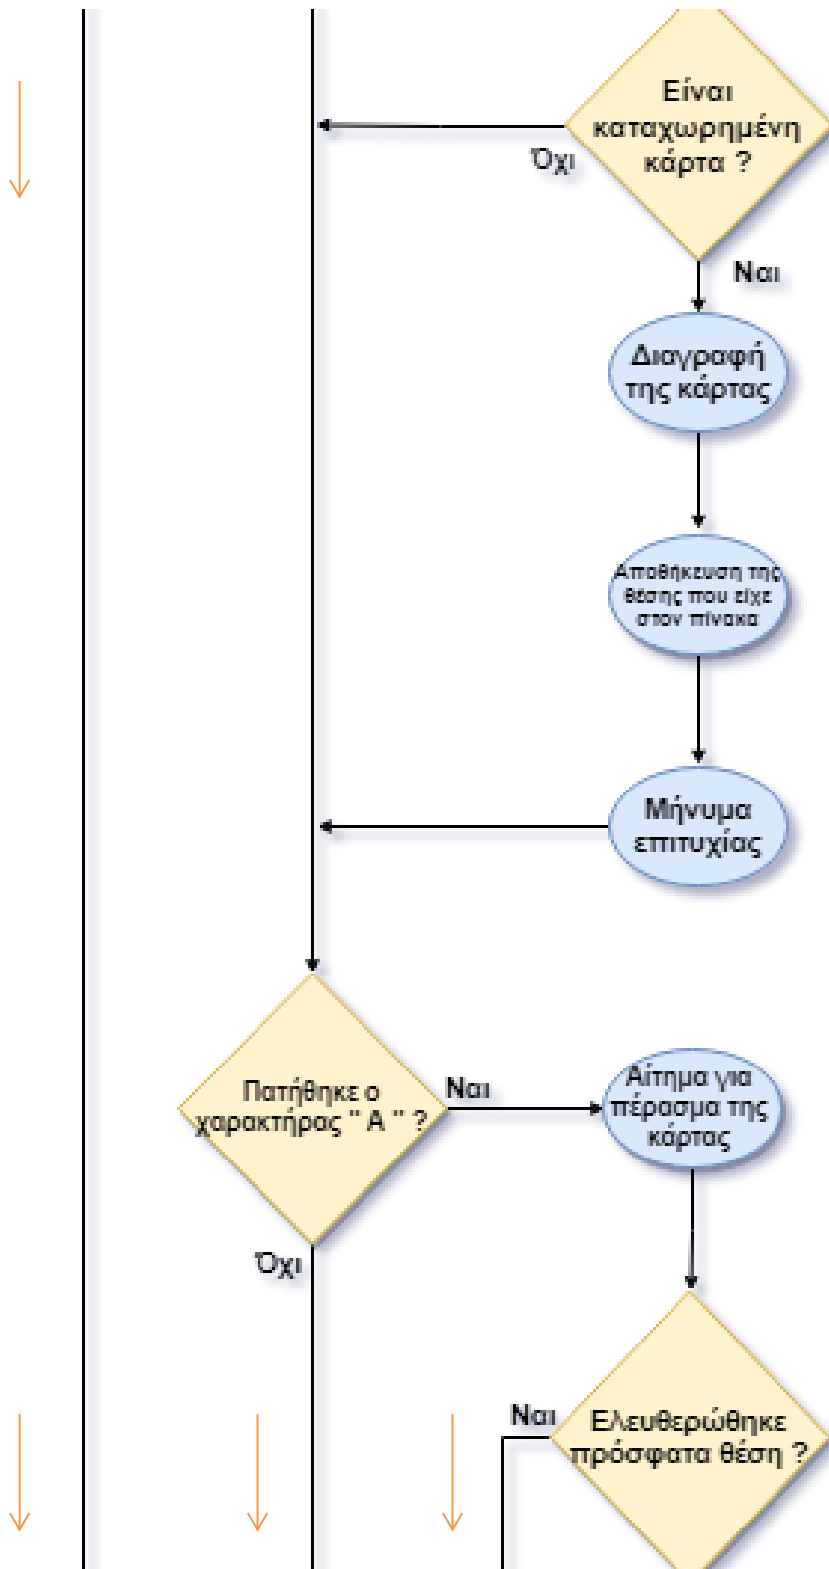 Είναι
καταχωρημένη
κάρτα ?
Όχι
Ναι
Διαγραφή
της κάρτας
Αποθήκευση της
θέσης που είχε
στον πίνακα
Μήνυμα
επιτυχίας
Πατήθηκε ο
χαρακτήρας " Α " ?
Ναι
Αίτημα για
πέρασμα της
κάρτας
Όχι
Ναι
Ελευθερώθηκε
πρόσφατα θέση ?